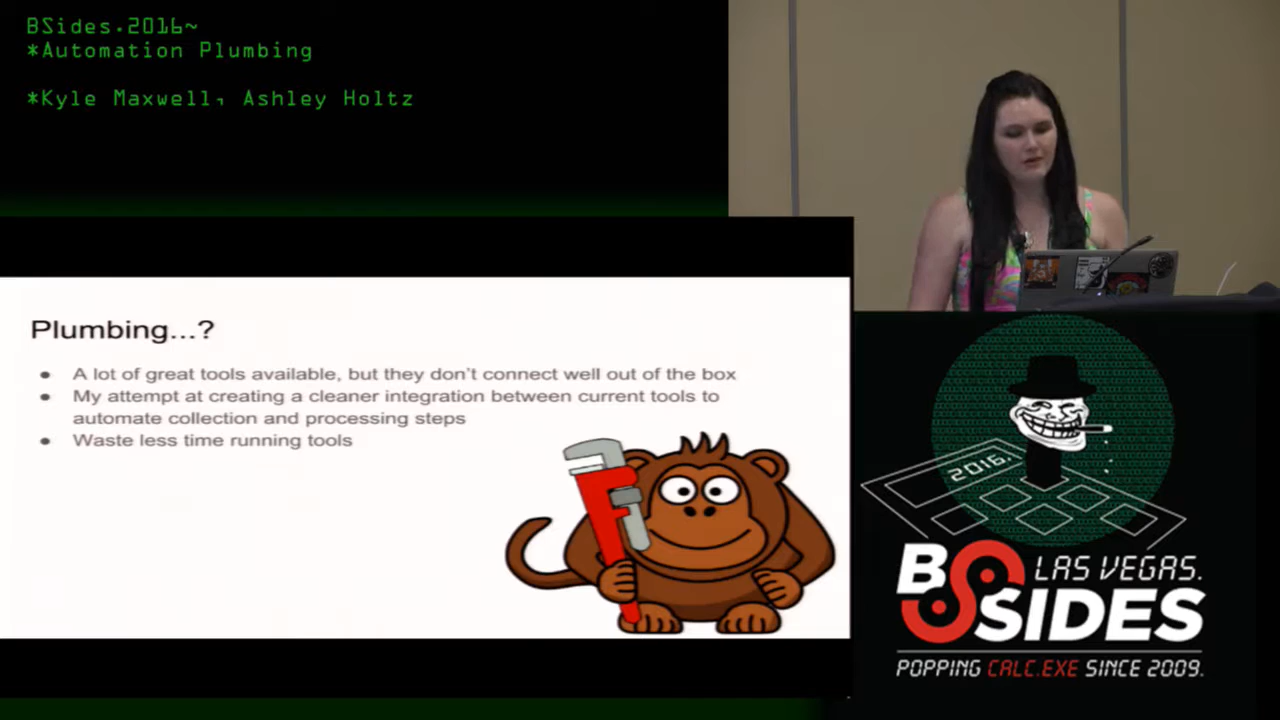 BSides.2016~
*Automation Plumbing
*Kyle Maxwell, Ashley Holtz
Plumbing...?
● A lot of great tools available, but they don't connect well out of the box
● My attempt at creating a cleaner integration between current tools to
automate collection and processing steps
● Waste less time running tools
2016.
BSIDES
LAS VEGAS.
POPPING CALC.EXE SINCE 2009.